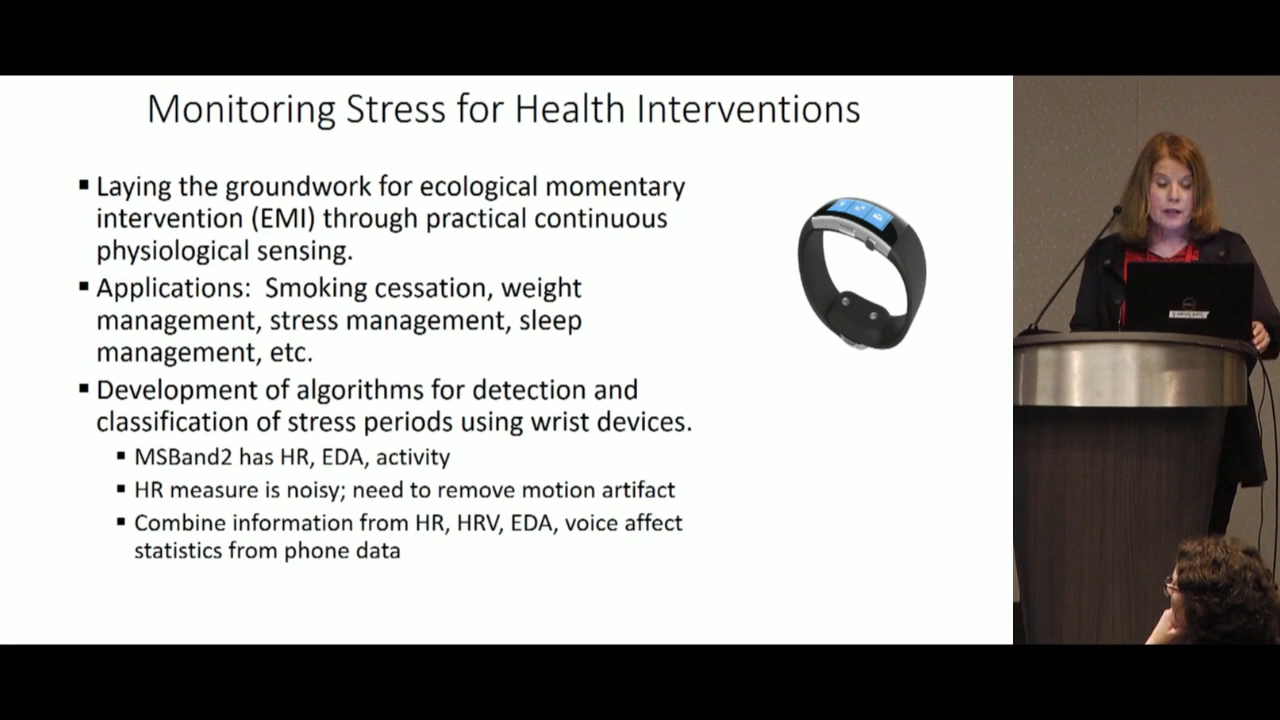 Monitoring Stress for Health Interventions
▪ Laying the groundwork for ecological momentary
intervention (EMI) through practical continuous
physiological sensing.
▪ Applications:  Smoking cessation, weight
management, stress management, sleep
management, etc.
▪ Development of algorithms for detection and
classification of stress periods using wrist devices.
▪ MSBand2 has HR, EDA, activity
▪ HR measure is noisy; need to remove motion artifact
▪ Combine information from HR, HRV, EDA, voice affect
statistics from phone data